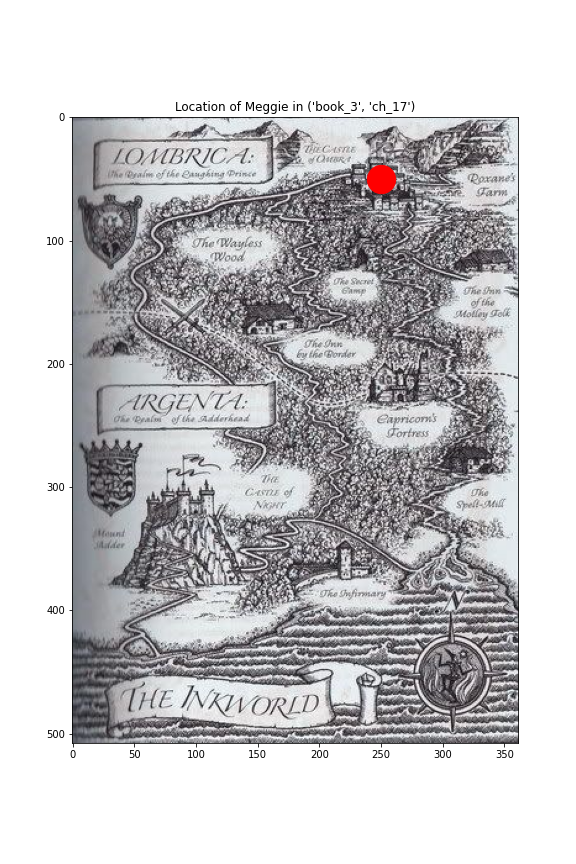 Location of Meggie in ('book_3', 'ch_17')
0
100
200
300
400
500
0
50
100
150
200
250
300
350
THE CASTLE
of OMBRA
LOMBRICA:
The Realm of the Laughing Prince
Roxane's
Farm
The Wayless
Wood
The Secret
Camp
The Inn
of the
Motley Folk
The Inn
by the Border
ARGENTA:
The Realm of the Adderhead
Capricorn's
Fortress
THE
CASTLE of
NIGHT
The
Spelt-Mill
Mount
Adder
The Infirmary
N
THE INKWORLD